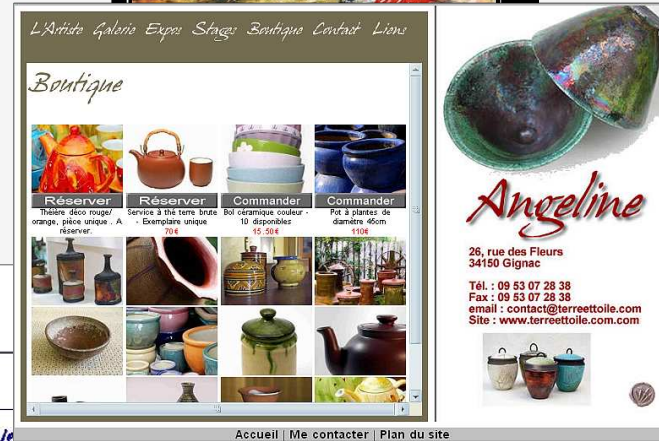 L'Artiste Galerie Expos Stages Boutique Contact Liens
Boutique
Réserver
Théière déco rouge/
orange, pièce unique . A
réserver.
Réserver
Service à thé terre brute
- Exemplaire unique
70€
Commander
Bol céramique couleur -
10 disponibles
15.50€
Commander
Pot à plantes de
diamètre 45cm
110€
Angeline
26, rue des Fleurs
34150 Gignac
Tél. : 09 53 07 28 38
Fax : 09 53 07 28 38
email : contact@terreettoile.com
Site : www.terreettoile.com.com
Accueil | Me contacter | Plan du site